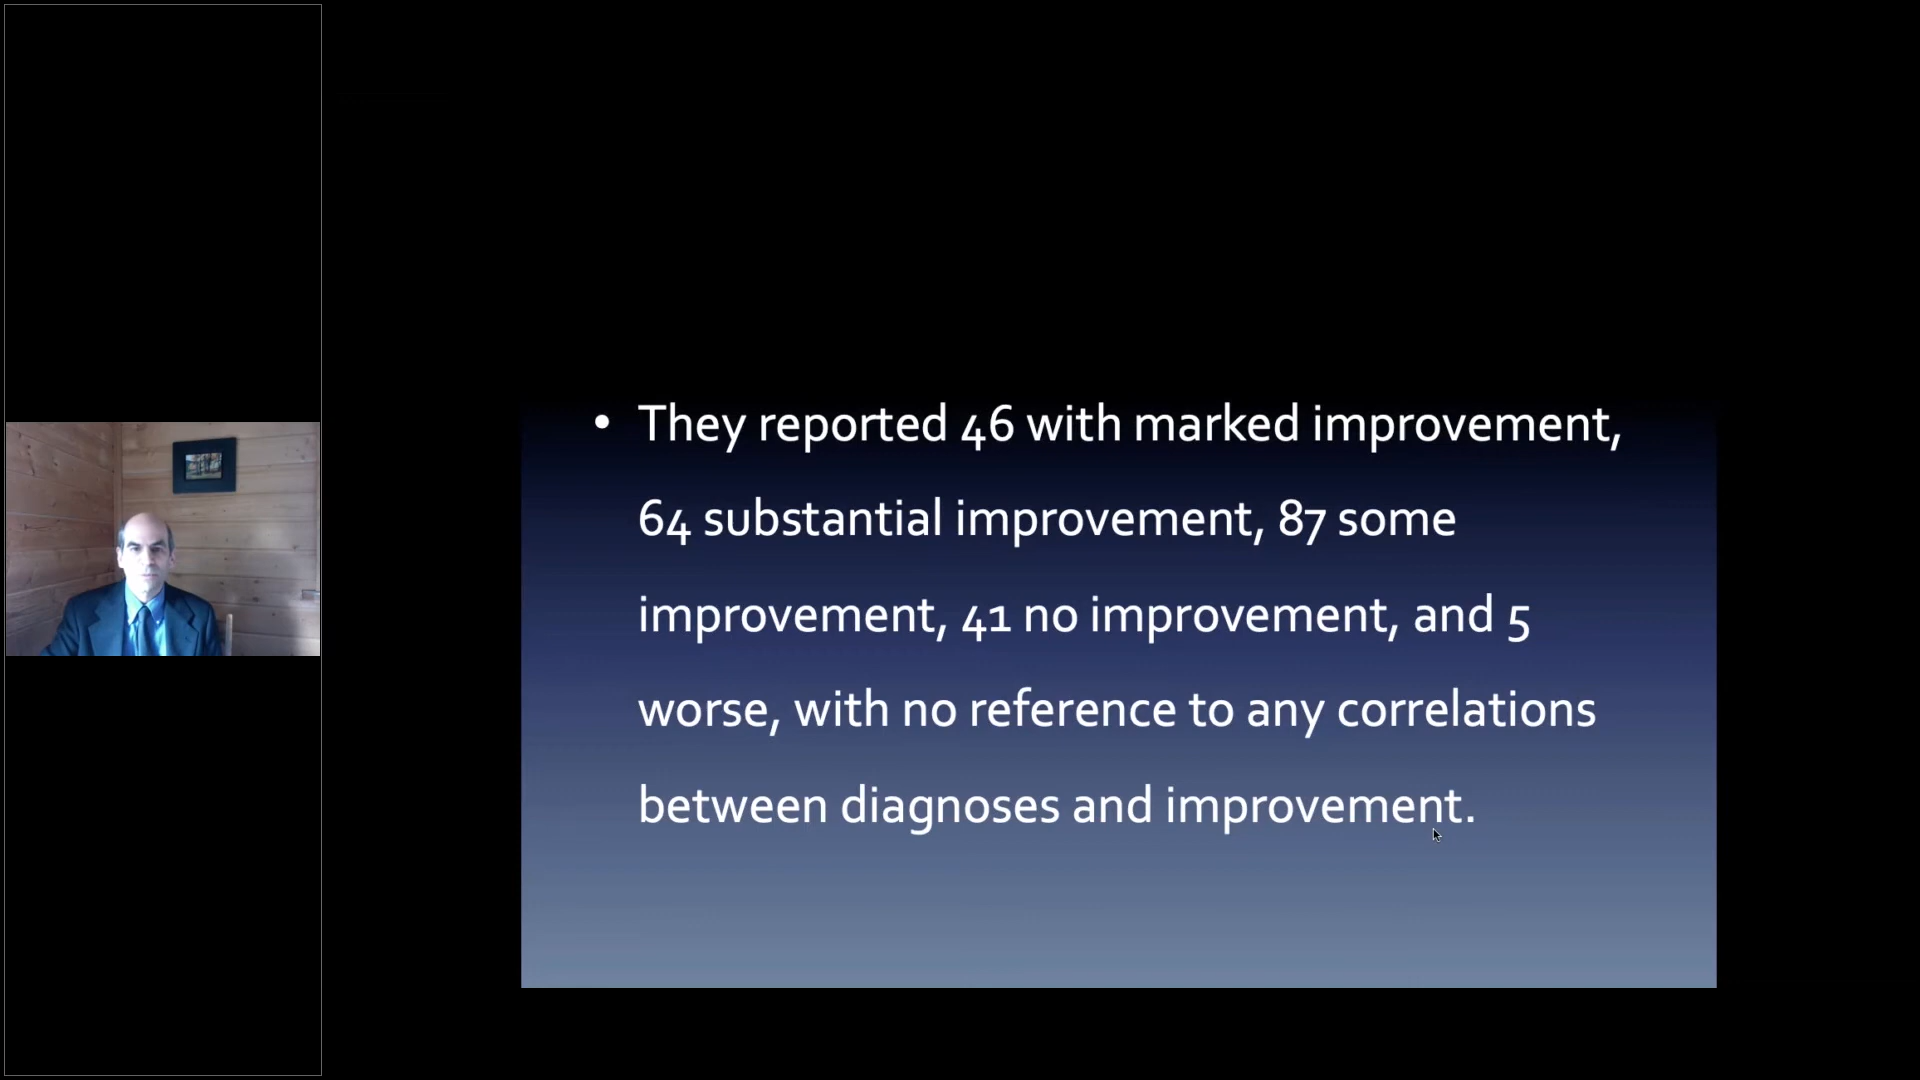 • They reported 46 with marked improvement,
64 substantial improvement, 87 some
improvement, 41 no improvement, and 5
worse, with no reference to any correlations
between diagnoses and improvement.